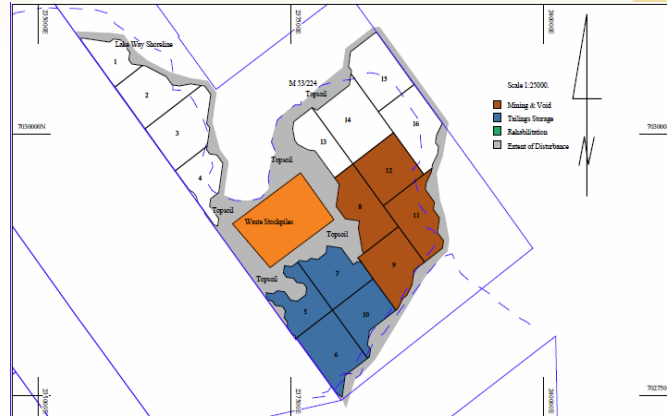 Lake Way Shoreline
M 53/224
Topsoil
Scale 1:25000.
Mining & Void
Tailings Storage
Rehabilitation
Extent of Disturbance
7030000N
1
2
3
4
15
14
16
13
Topsoil
12
8
11
Topsoil
Waste Stockpiles
Topsoil
9
Topsoil
7
5
10
6
N